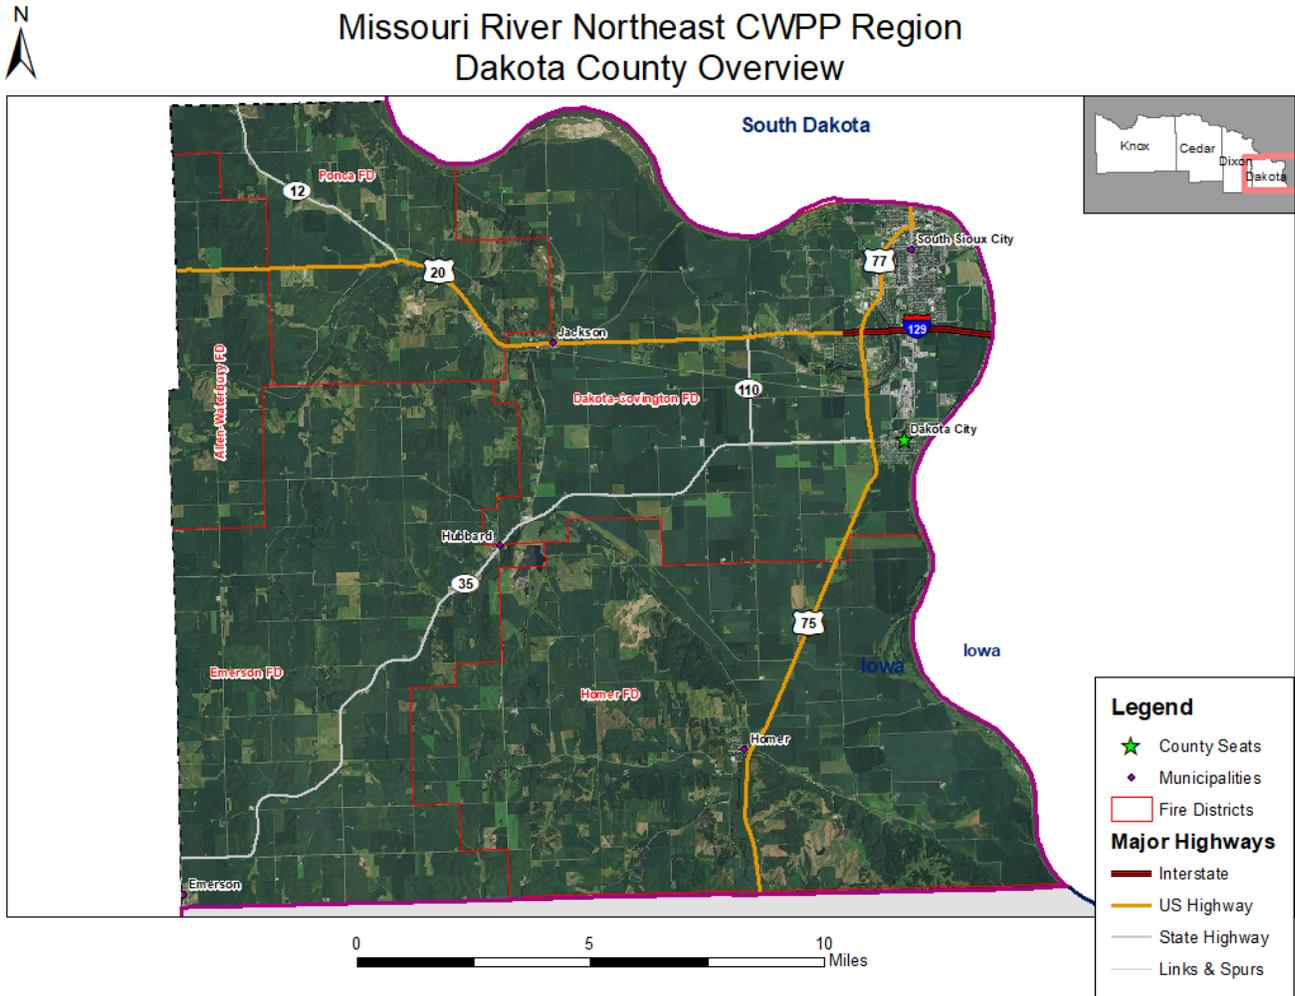 Missouri River Northeast CWPP Region
Dakota County Overview
N
South Dakota
Knox
Cedar
Dixon
Dakota
Ponca FD
12
South Sioux City
77
20
Jackson
129
Allen-Waterbury FD
110
Dakota-Covington FD
Dakota City
Hubbard
35
75
Iowa
Iowa
Emerson FD
Homer FD
Homer
Emerson
Legend
County Seats
Municipalities
Fire Districts
Major Highways
Interstate
US Highway
State Highway
Links & Spurs
0 5 10
Miles